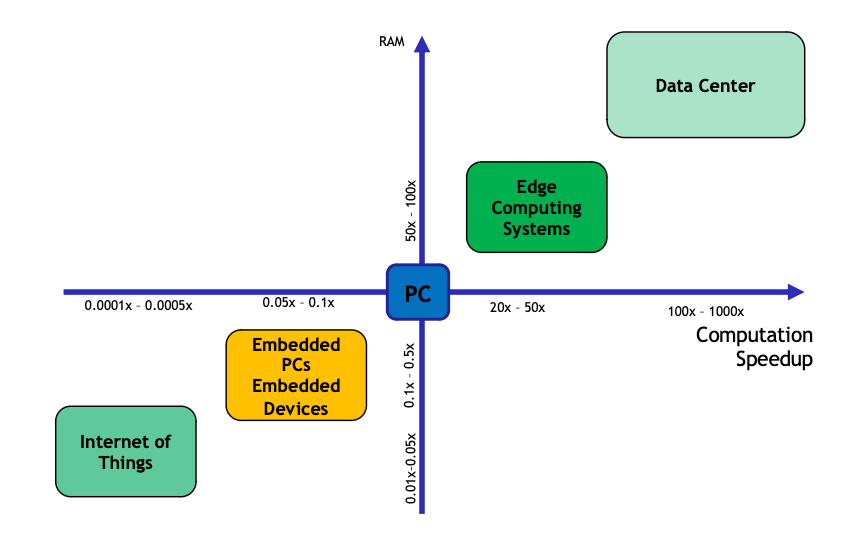 RAM
Data Center
50x – 100x
Edge
Computing
Systems
PC
0.0001x – 0.0005x
0.05x – 0.1x
20x – 50x
100x – 1000x
Computation
Speedup
Embedded
PCs
Embedded
Devices
0.1x – 0.5x
Internet of
Things
0.01x–0.05x